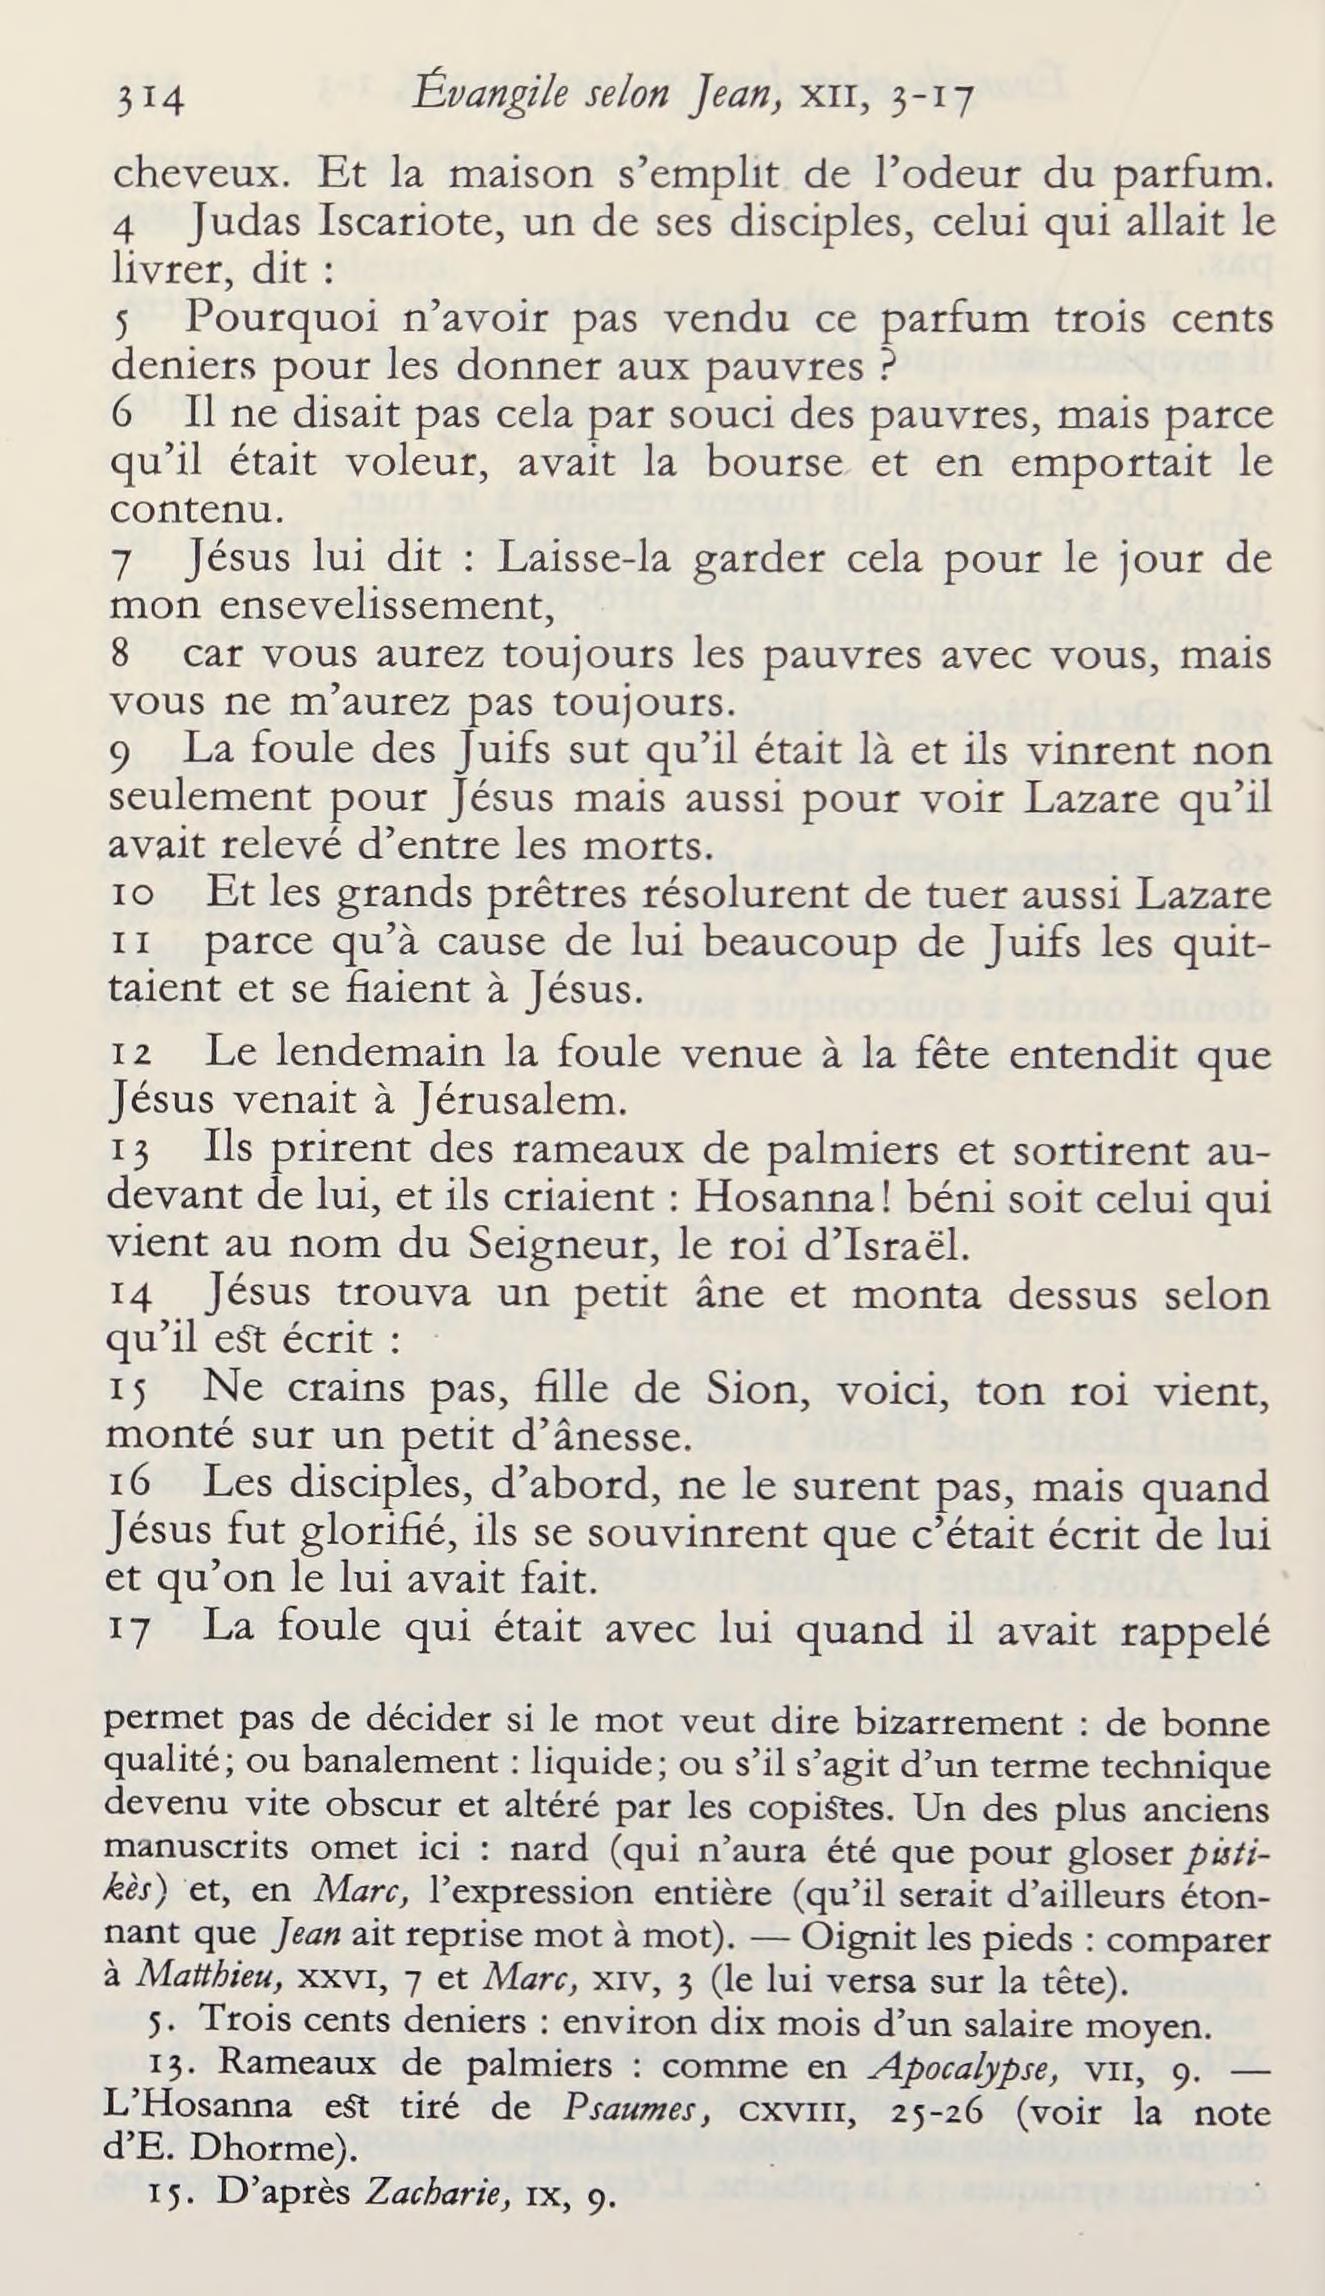 314 Évangile selon Jean, XII, 3-17
cheveux. Et la maison s’emplit de l’odeur du parfum.
4 Judas Iscariote, un de ses disciples, celui qui allait le
livrer, dit :
5 Pourquoi n’avoir pas vendu ce parfum trois cents
deniers pour les donner aux pauvres ?
6 Il ne disait pas cela par souci des pauvres, mais parce
qu’il était voleur, avait la bourse et en emportait le
contenu.
7 Jésus lui dit : Laisse-la garder cela pour le jour de
mon ensevelissement,
8 car vous aurez toujours les pauvres avec vous, mais
vous ne m’aurez pas toujours.
9 La foule des Juifs sut qu’il était là et ils vinrent non
seulement pour Jésus mais aussi pour voir Lazare qu’il
avait relevé d’entre les morts.
10 Et les grands prêtres résolurent de tuer aussi Lazare
11 parce qu’à cause de lui beaucoup de Juifs les quit-
taient et se fiaient à Jésus.
12 Le lendemain la foule venue à la fête entendit que
Jésus venait à Jérusalem.
13 Ils prirent des rameaux de palmiers et sortirent au-
devant de lui, et ils criaient : Hosanna! béni soit celui qui
vient au nom du Seigneur, le roi d’Israël.
14 Jésus trouva un petit âne et monta dessus selon
qu’il est écrit :
15 Ne crains pas, fille de Sion, voici, ton roi vient,
monté sur un petit d’ânesse.
16 Les disciples, d’abord, ne le surent pas, mais quand
Jésus fut glorifié, ils se souvinrent que c’était écrit de lui
et qu’on le lui avait fait.
17 La foule qui était avec lui quand il avait rappelé
permet pas de décider si le mot veut dire bizarrement : de bonne
qualité; ou banalement : liquide; ou s’il s’agit d’un terme technique
devenu vite obscur et altéré par les copistes. Un des plus anciens
manuscrits omet ici : nard (qui n’aura été que pour gloser pisti-
kès) et, en Marc, l’expression entière (qu’il serait d’ailleurs éton-
nant que Jean ait reprise mot à mot). — Oignit les pieds : comparer
à Matthieu, XXVI, 7 et Marc, XIV, 3 (le lui versa sur la tête).
5. Trois cents deniers : environ dix mois d’un salaire moyen.
13. Rameaux de palmiers : comme en Apocalypse, VII, 9. —
L’Hosanna est tiré de Psaumes, CXVIII, 25-26 (voir la note
d’E. Dhorme).
15. D’après Zacharie, IX, 9.